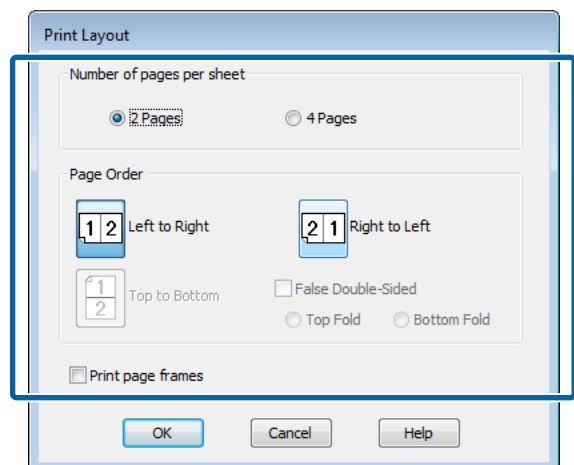 Print Layout
Number of pages per sheet
2 Pages
4 Pages
Page Order
1 2 Left to Right
2 1 Right to Left
1
2
Top to Bottom
False Double-Sided
Top Fold
Bottom Fold
Print page frames
OK
Cancel
Help